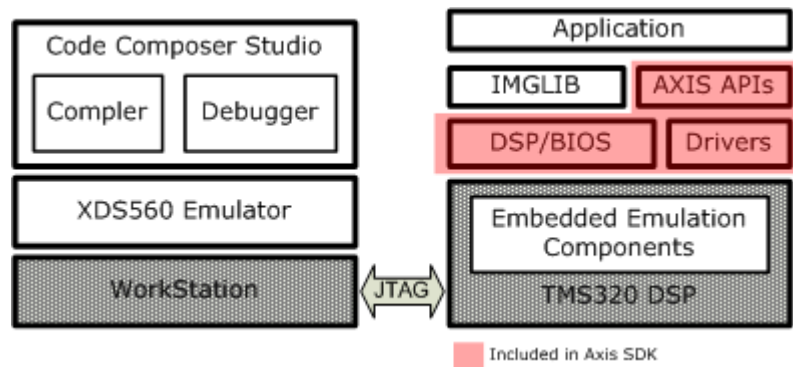 Code Composer Studio
Compler
Debugger
XDS560 Emulator
WorkStation
JTAG
Application
IMGLIB
AXIS APIs
DSP/BIOS
Drivers
Embedded Emulation
Components
TMS320 DSP
Included in Axis SDK